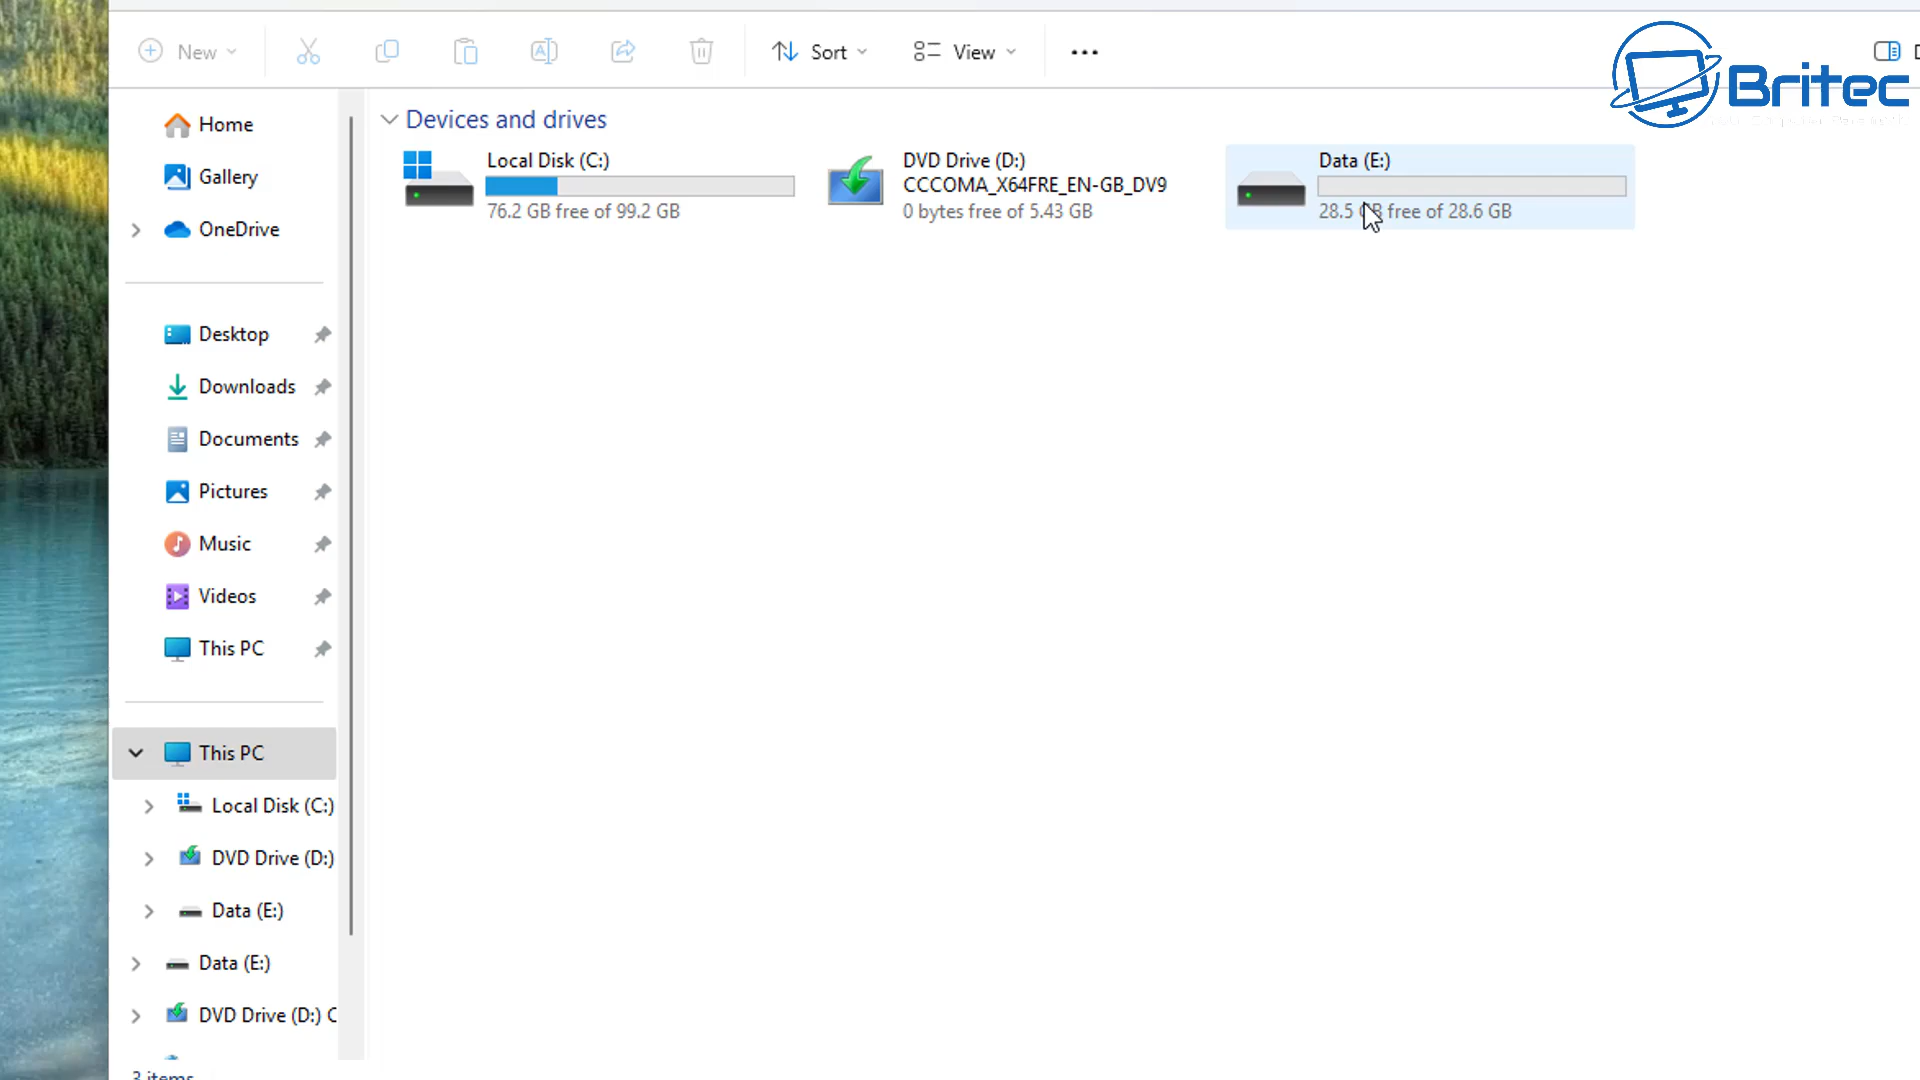 New
Sort
View
Britec
Home
Gallery
OneDrive
Desktop
Downloads
Documents
Pictures
Music
Videos
This PC
This PC
Local Disk (C:)
DVD Drive (D:)
Data (E:)
Data (E:)
DVD Drive (D:) C
3 items
Devices and drives
Local Disk (C:)
76.2 GB free of 99.2 GB
DVD Drive (D:)
CCCOMA_X64FRE_EN-GB_DV9
0 bytes free of 5.43 GB
Data (E:)
28.5 GB free of 28.6 GB